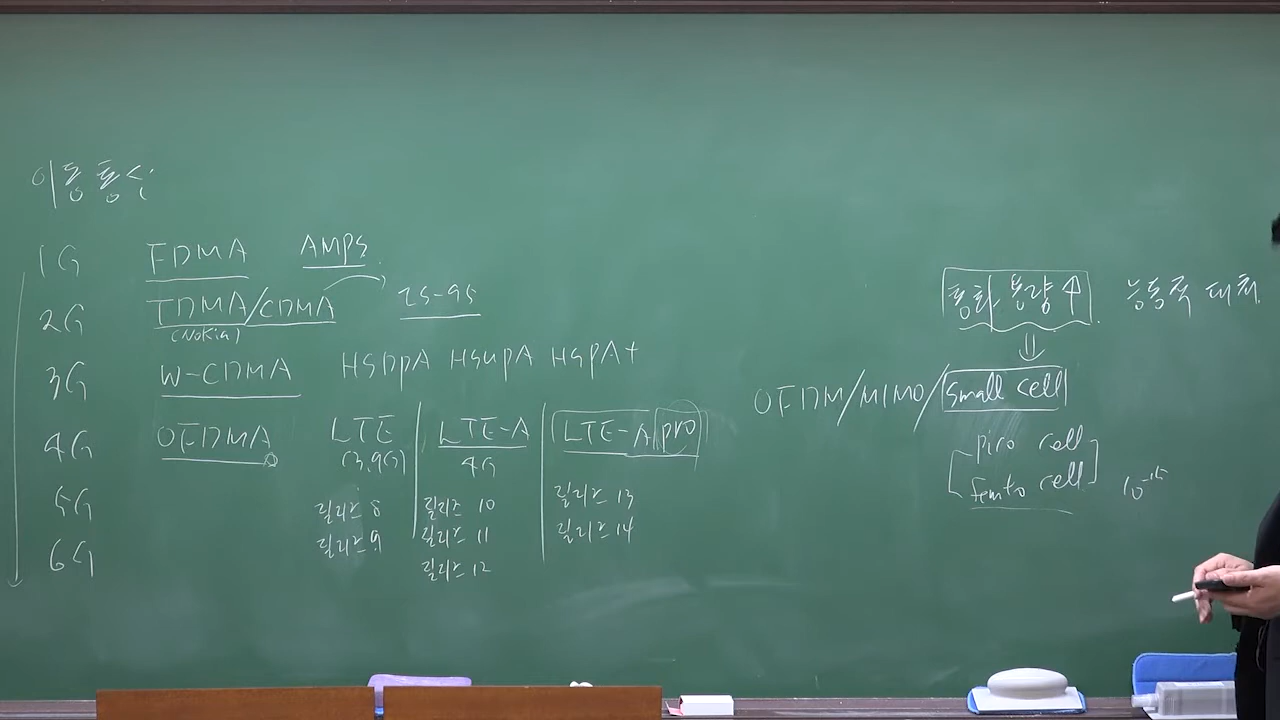 이동통신
1G FDMA AMPS
2G TDMA/CDMA IS-95
(Nokia)
3G W-CDMA HSDPA HSUPA HSPA+
4G OFDMA LTE LTE-A LTE-A pro
(3.9G) 4G
5G 릴리즈 8 릴리즈 10 릴리즈 13
릴리즈 9 릴리즈 11 릴리즈 14
6G 릴리즈 12
통화 통량↑ 능동적 대처.
⇓
OFDM/MIMO/small cell
pico cell
femto cell 10⁻¹⁵